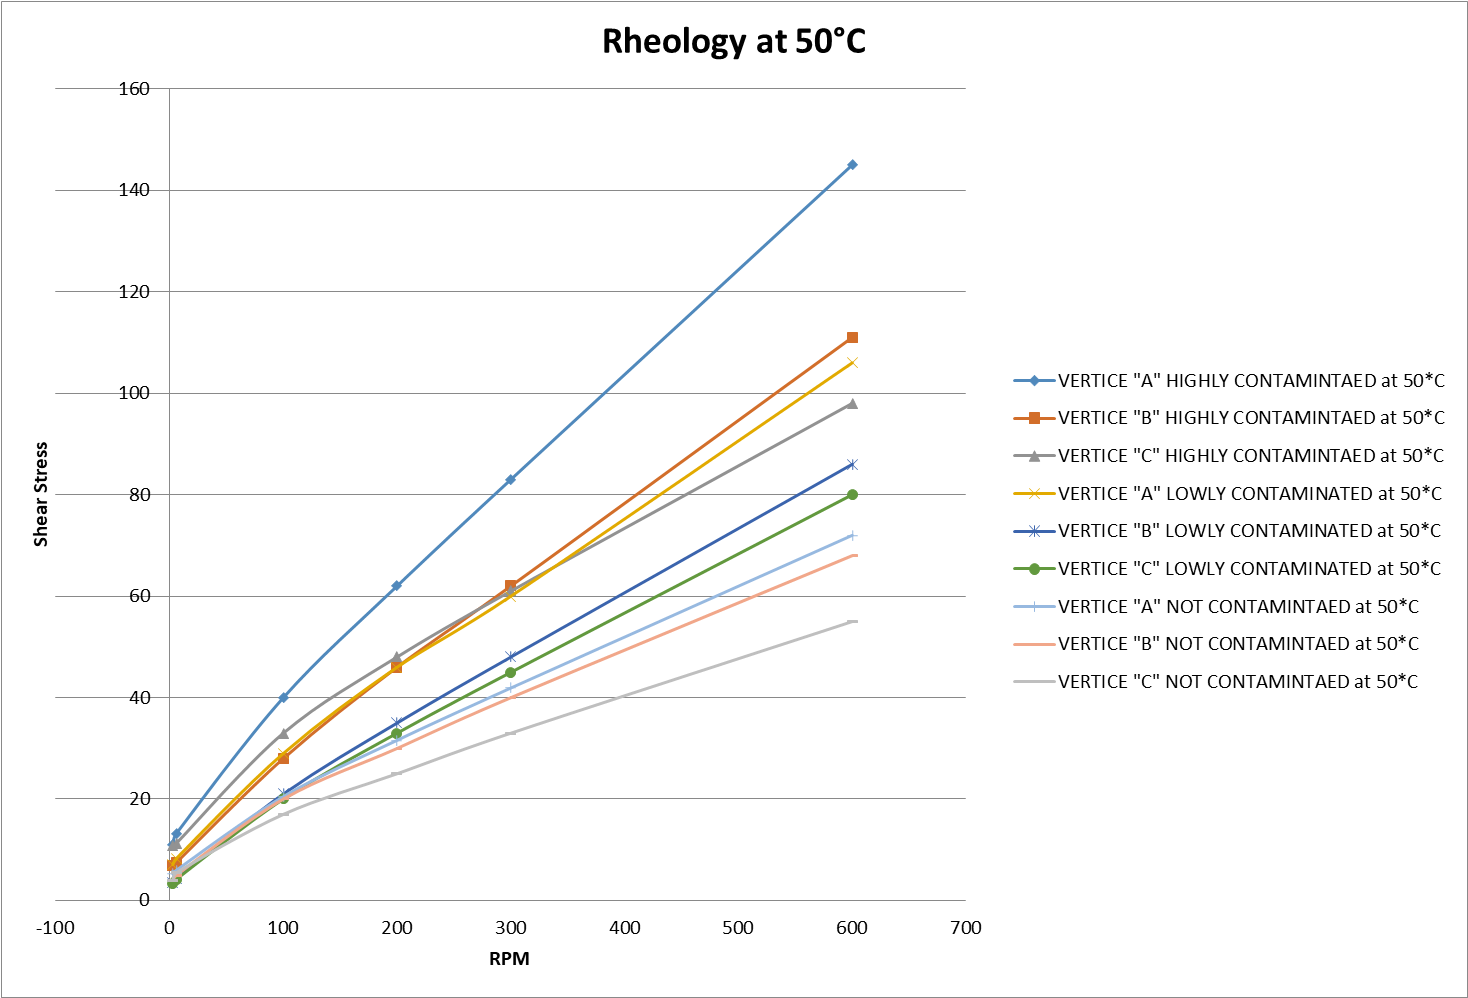 Rheology at 50°C
160
140
120
100
80
60
40
20
0
-100 0 100 200 300 400 500 600 700
RPM
Shear Stress
VERTICE "A" HIGHLY CONTAMINTAED at 50*C
VERTICE "B" HIGHLY CONTAMINTAED at 50*C
VERTICE "C" HIGHLY CONTAMINTAED at 50*C
VERTICE "A" LOWLY CONTAMINATED at 50*C
VERTICE "B" LOWLY CONTAMINATED at 50*C
VERTICE "C" LOWLY CONTAMINATED at 50*C
VERTICE "A" NOT CONTAMINTAED at 50*C
VERTICE "B" NOT CONTAMINTAED at 50*C
VERTICE "C" NOT CONTAMINTAED at 50*C